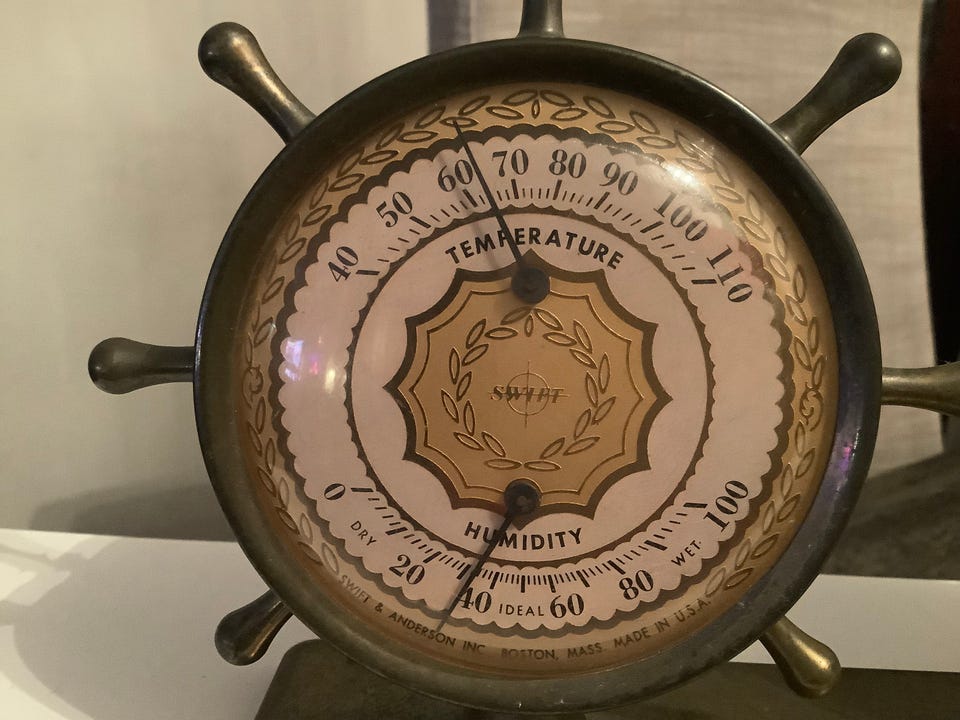 40 50 60 70 80 90 100 110
TEMPERATURE
SWIFT
HUMIDITY
0 20 40 60 80 100
DRY IDEAL WET.
SWIFT & ANDERSON INC. BOSTON, MASS. MADE IN U.S.A.